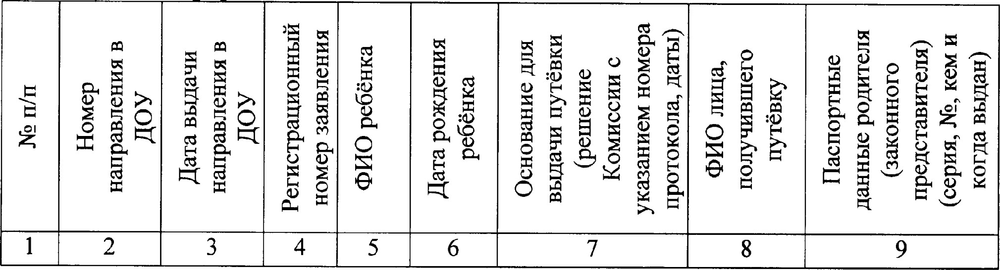 № п/п
Номер
направления в
ДОУ
Дата выдачи
направления в
ДОУ
Регистрационный
номер заявления
ФИО ребёнка
Дата рождения
ребёнка
Основание для
выдачи путёвки
(решение
Комиссии с
указанием номера
протокола, даты)
ФИО лица,
получившего
путёвку
Паспортные
данные родителя
(законного
представителя)
(серия, №, кем и
когда выдан)
1 2 3 4 5 6 7 8 9